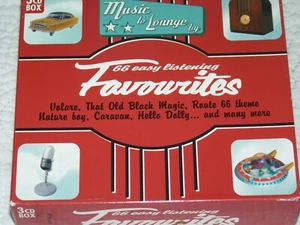 3CD
BOX
Music
to Lounge by
66 easy listening
Favourites
Volare, That Old Black Magic, Route 66 theme
Nature boy, Caravan, Hello Dolly... and many more
3CD
BOX
66 easy listening
Favourites